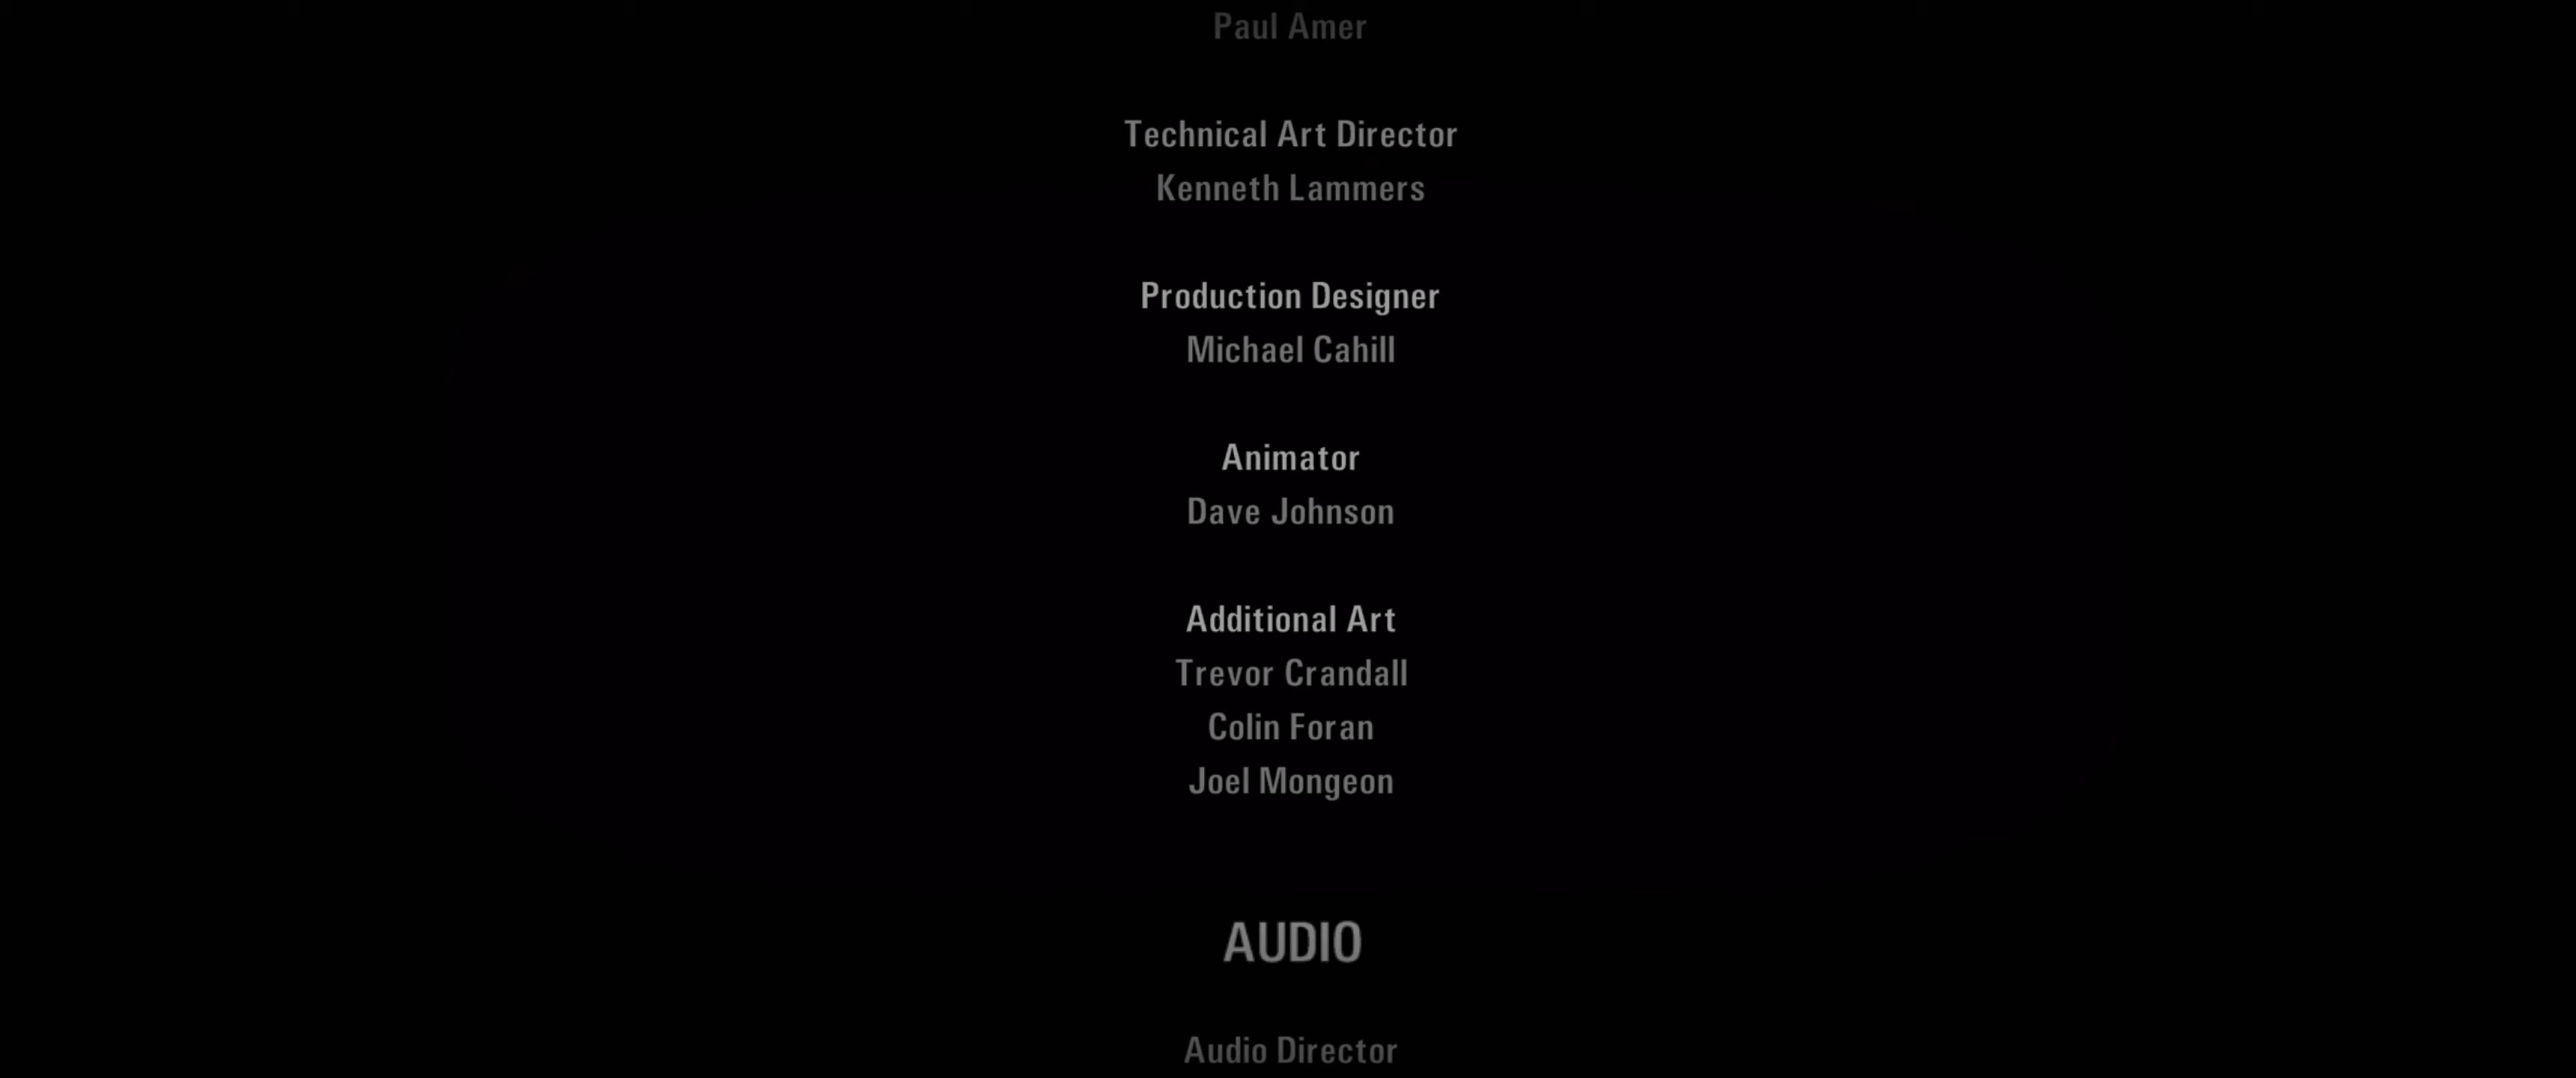 Paul Amer
Technical Art Director
Kenneth Lammers
Production Designer
Michael Cahill
Animator
Dave Johnson
Additional Art
Trevor Crandall
Colin Foran
Joel Mongeon
AUDIO
Audio Director